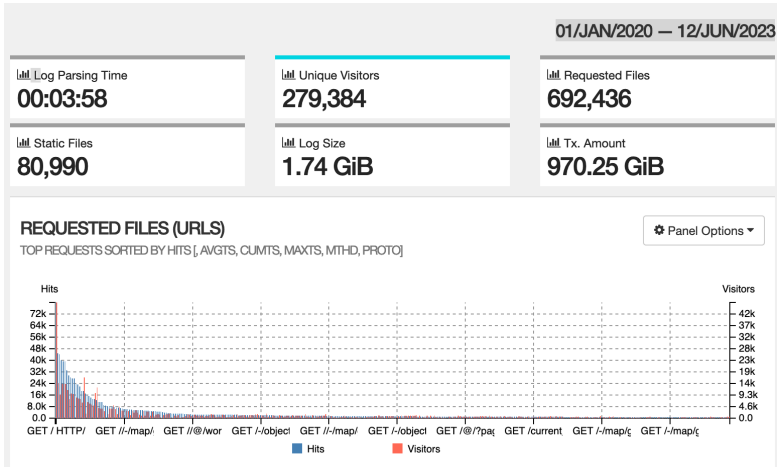 01/JAN/2020 — 12/JUN/2023
Log Parsing Time
00:03:58
Unique Visitors
279,384
Requested Files
692,436
Static Files
80,990
Log Size
1.74 GiB
Tx. Amount
970.25 GiB
REQUESTED FILES (URLS)
Panel Options
TOP REQUESTS SORTED BY HITS [, AVGTS, CUMTS, MAXTS, MTHD, PROTO]
Hits
Visitors
72k
64k
56k
48k
40k
32k
24k
16k
8.0k
0.0
42k
37k
32k
28k
23k
19k
14k
9.3k
4.6k
0.0
GET / HTTP/ GET //-/map/ GET //@/wor GET /-/object GET //-/map/ GET /-/object GET /@/?pa GET /current GET /-/map/g GET /-/map/g
Hits
Visitors